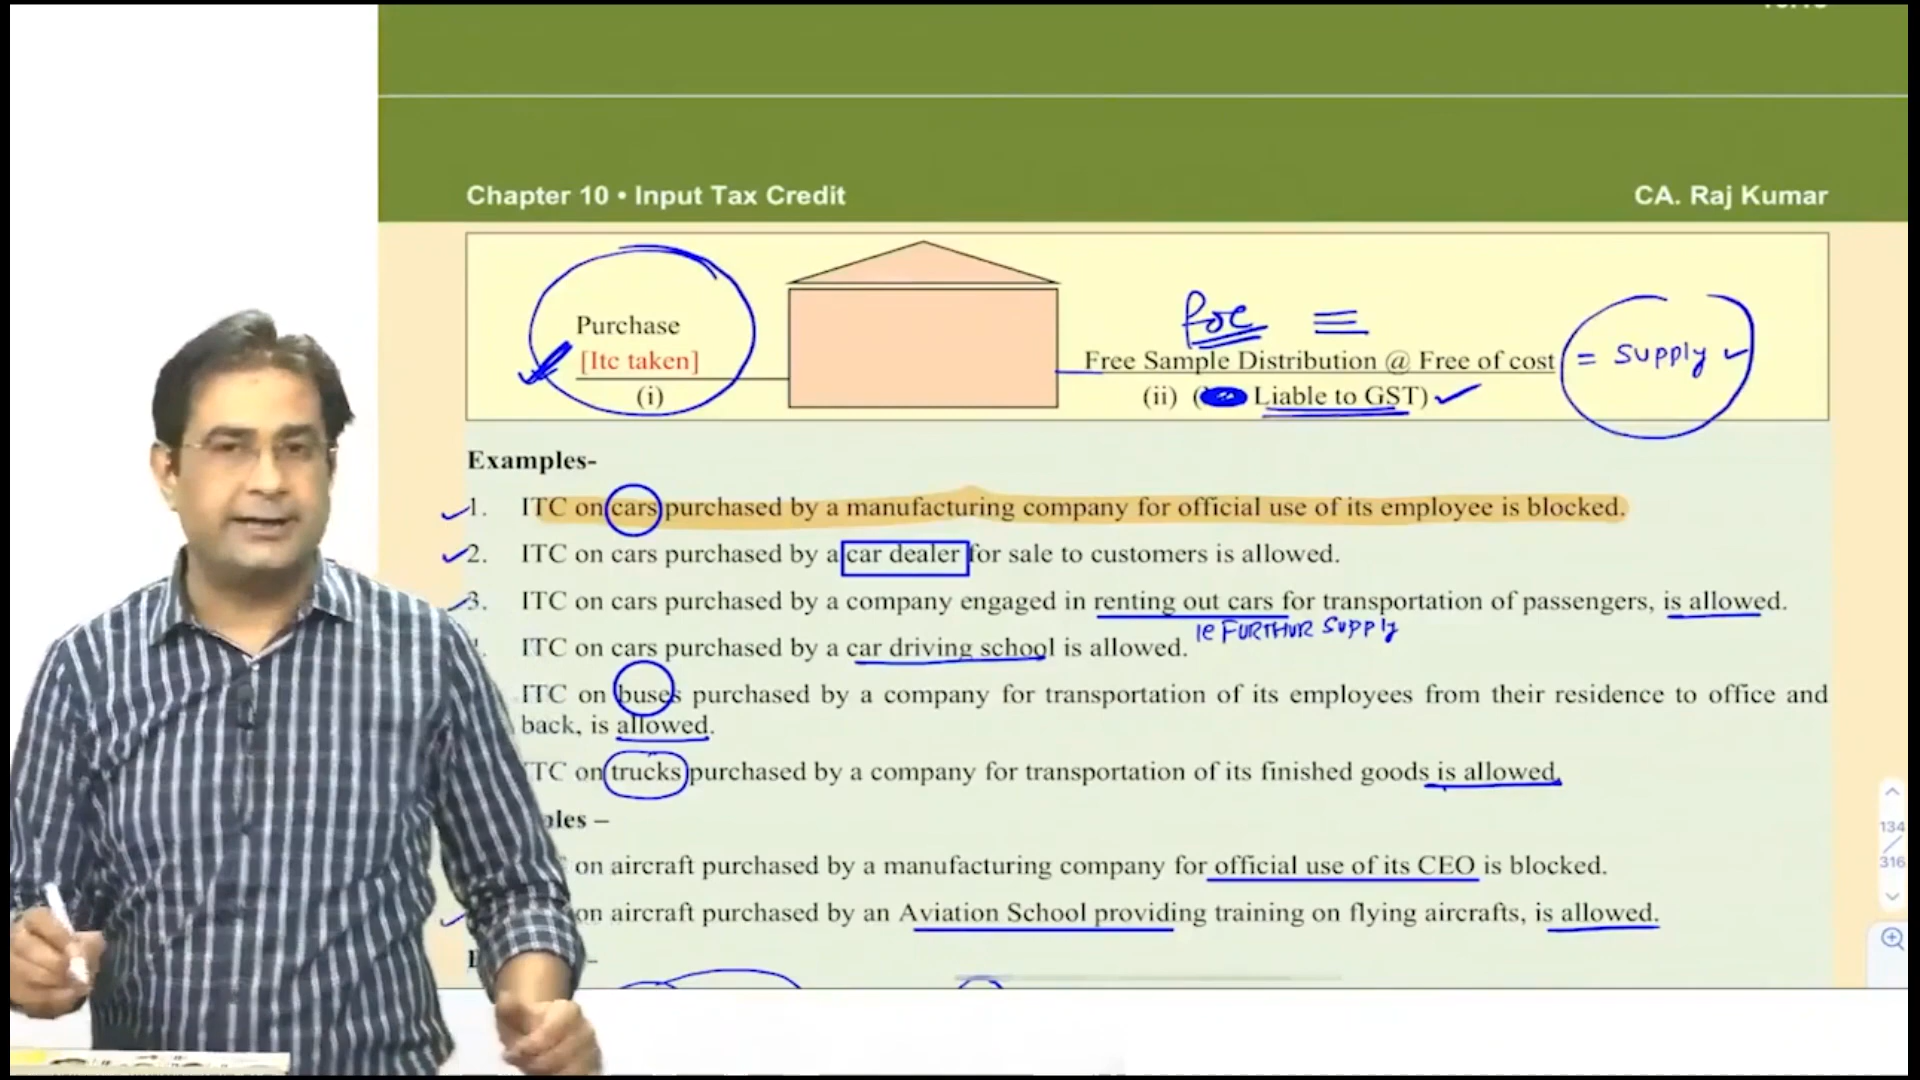 Chapter 10 • Input Tax Credit
CA. Raj Kumar
Purchase
[Itc taken]
(i)
foc
Free Sample Distribution @ Free of cost
= Supply
(ii) ( Liable to GST)
Examples-
1. ITC on cars purchased by a manufacturing company for official use of its employee is blocked.
2. ITC on cars purchased by a car dealer for sale to customers is allowed.
3. ITC on cars purchased by a company engaged in renting out cars for transportation of passengers, is allowed.
ie FURTHUR Supply
ITC on cars purchased by a car driving school is allowed.
ITC on buses purchased by a company for transportation of its employees from their residence to office and
back, is allowed.
TC on trucks purchased by a company for transportation of its finished goods is allowed.
ples –
on aircraft purchased by a manufacturing company for official use of its CEO is blocked.
on aircraft purchased by an Aviation School providing training on flying aircrafts, is allowed.
134
/
316